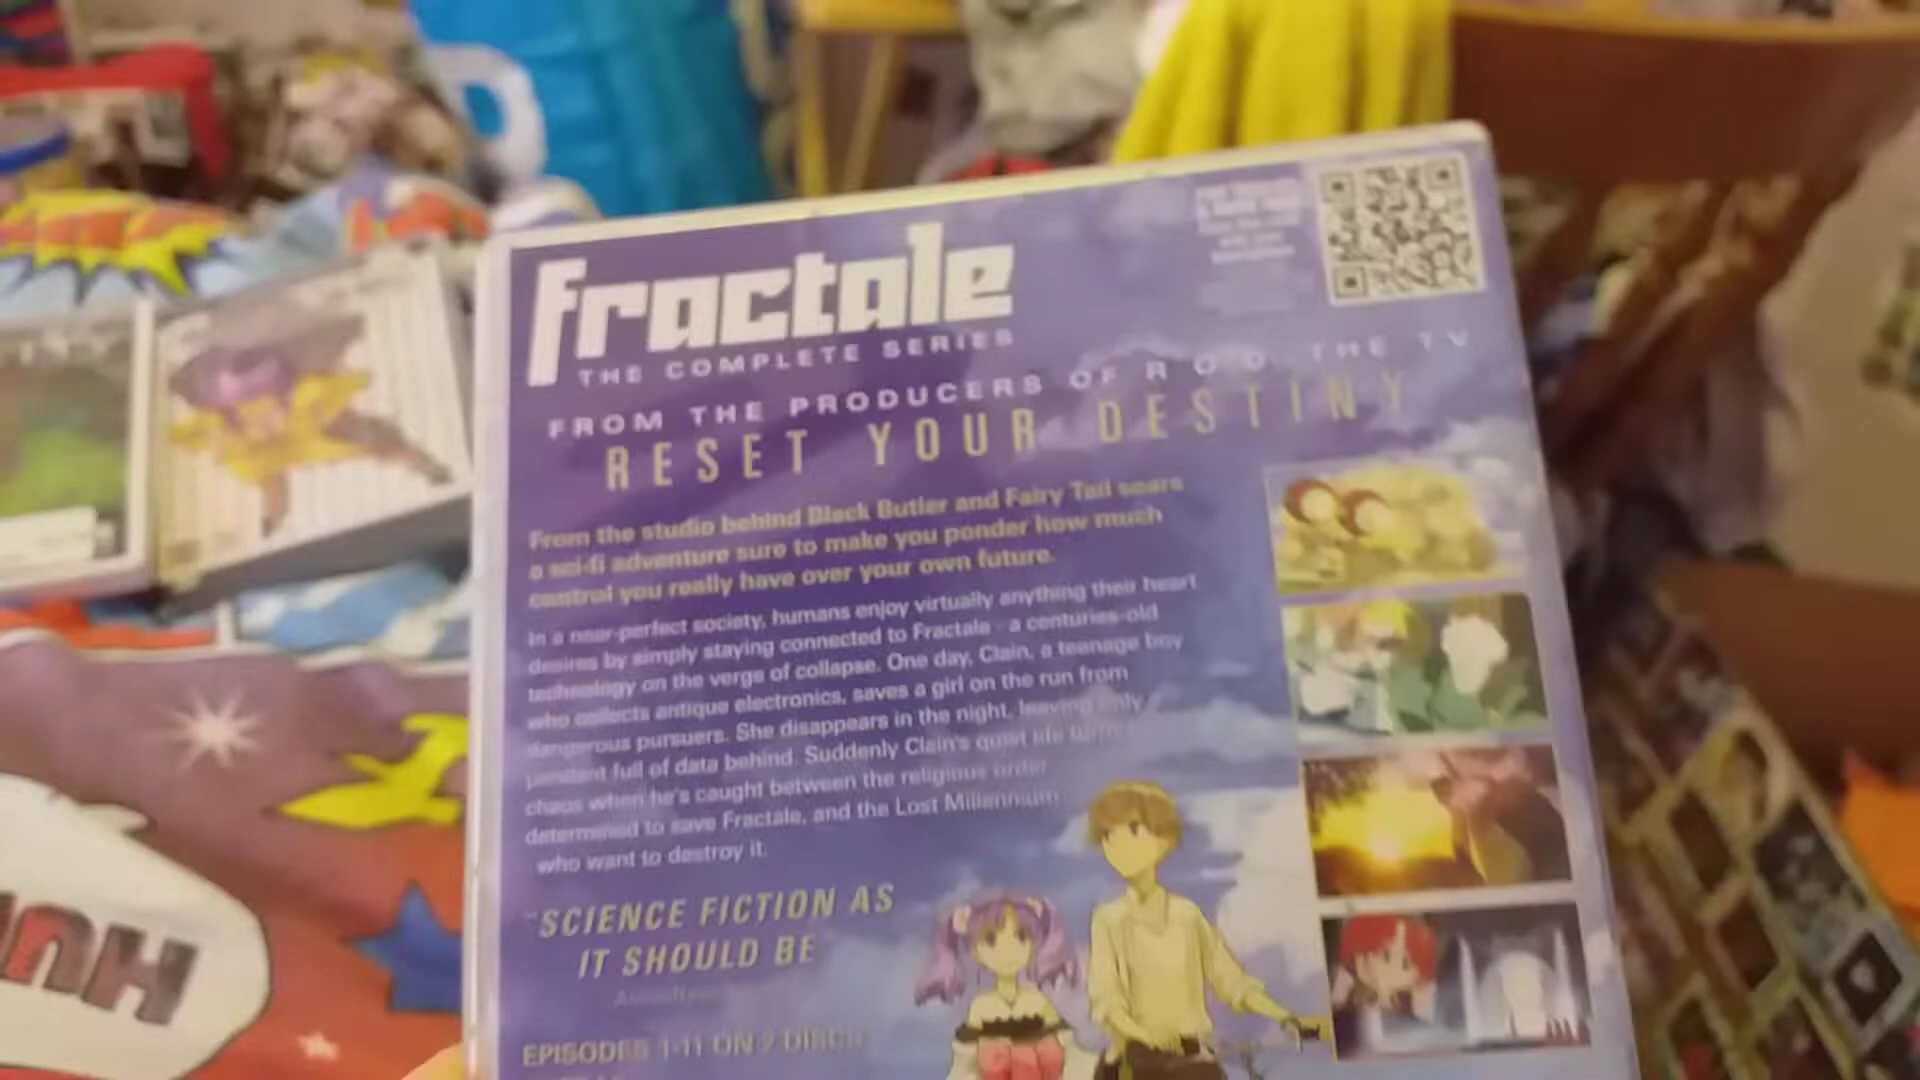 fractale
THE COMPLETE SERIES
FROM THE PRODUCERS OF R.O.D. THE TV
RESET YOUR DESTINY
From the studio behind Black Butler and Fairy Tail soars
a sci-fi adventure sure to make you ponder how much
control you really have over your own future.
In a near-perfect society, humans enjoy virtually anything their heart
desires by simply staying connected to Fractale - a centuries-old
technology on the verge of collapse. One day, Clain, a teenage boy
who collects antique electronics, saves a girl on the run from
dangerous pursuers. She disappears in the night, leaving only
pendant full of data behind. Suddenly Clain's quiet life turns
chaos when he's caught between the religious order
determined to save Fractale, and the Lost Millennium
who want to destroy it.
"SCIENCE FICTION AS
IT SHOULD BE
EPISODES 1-11 ON 2 DISCS
HUN